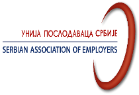 УНИЈА ПОСЛОДАВАЦА СРБИЈЕ
SERBIAN ASSOCIATION OF EMPLOYERS